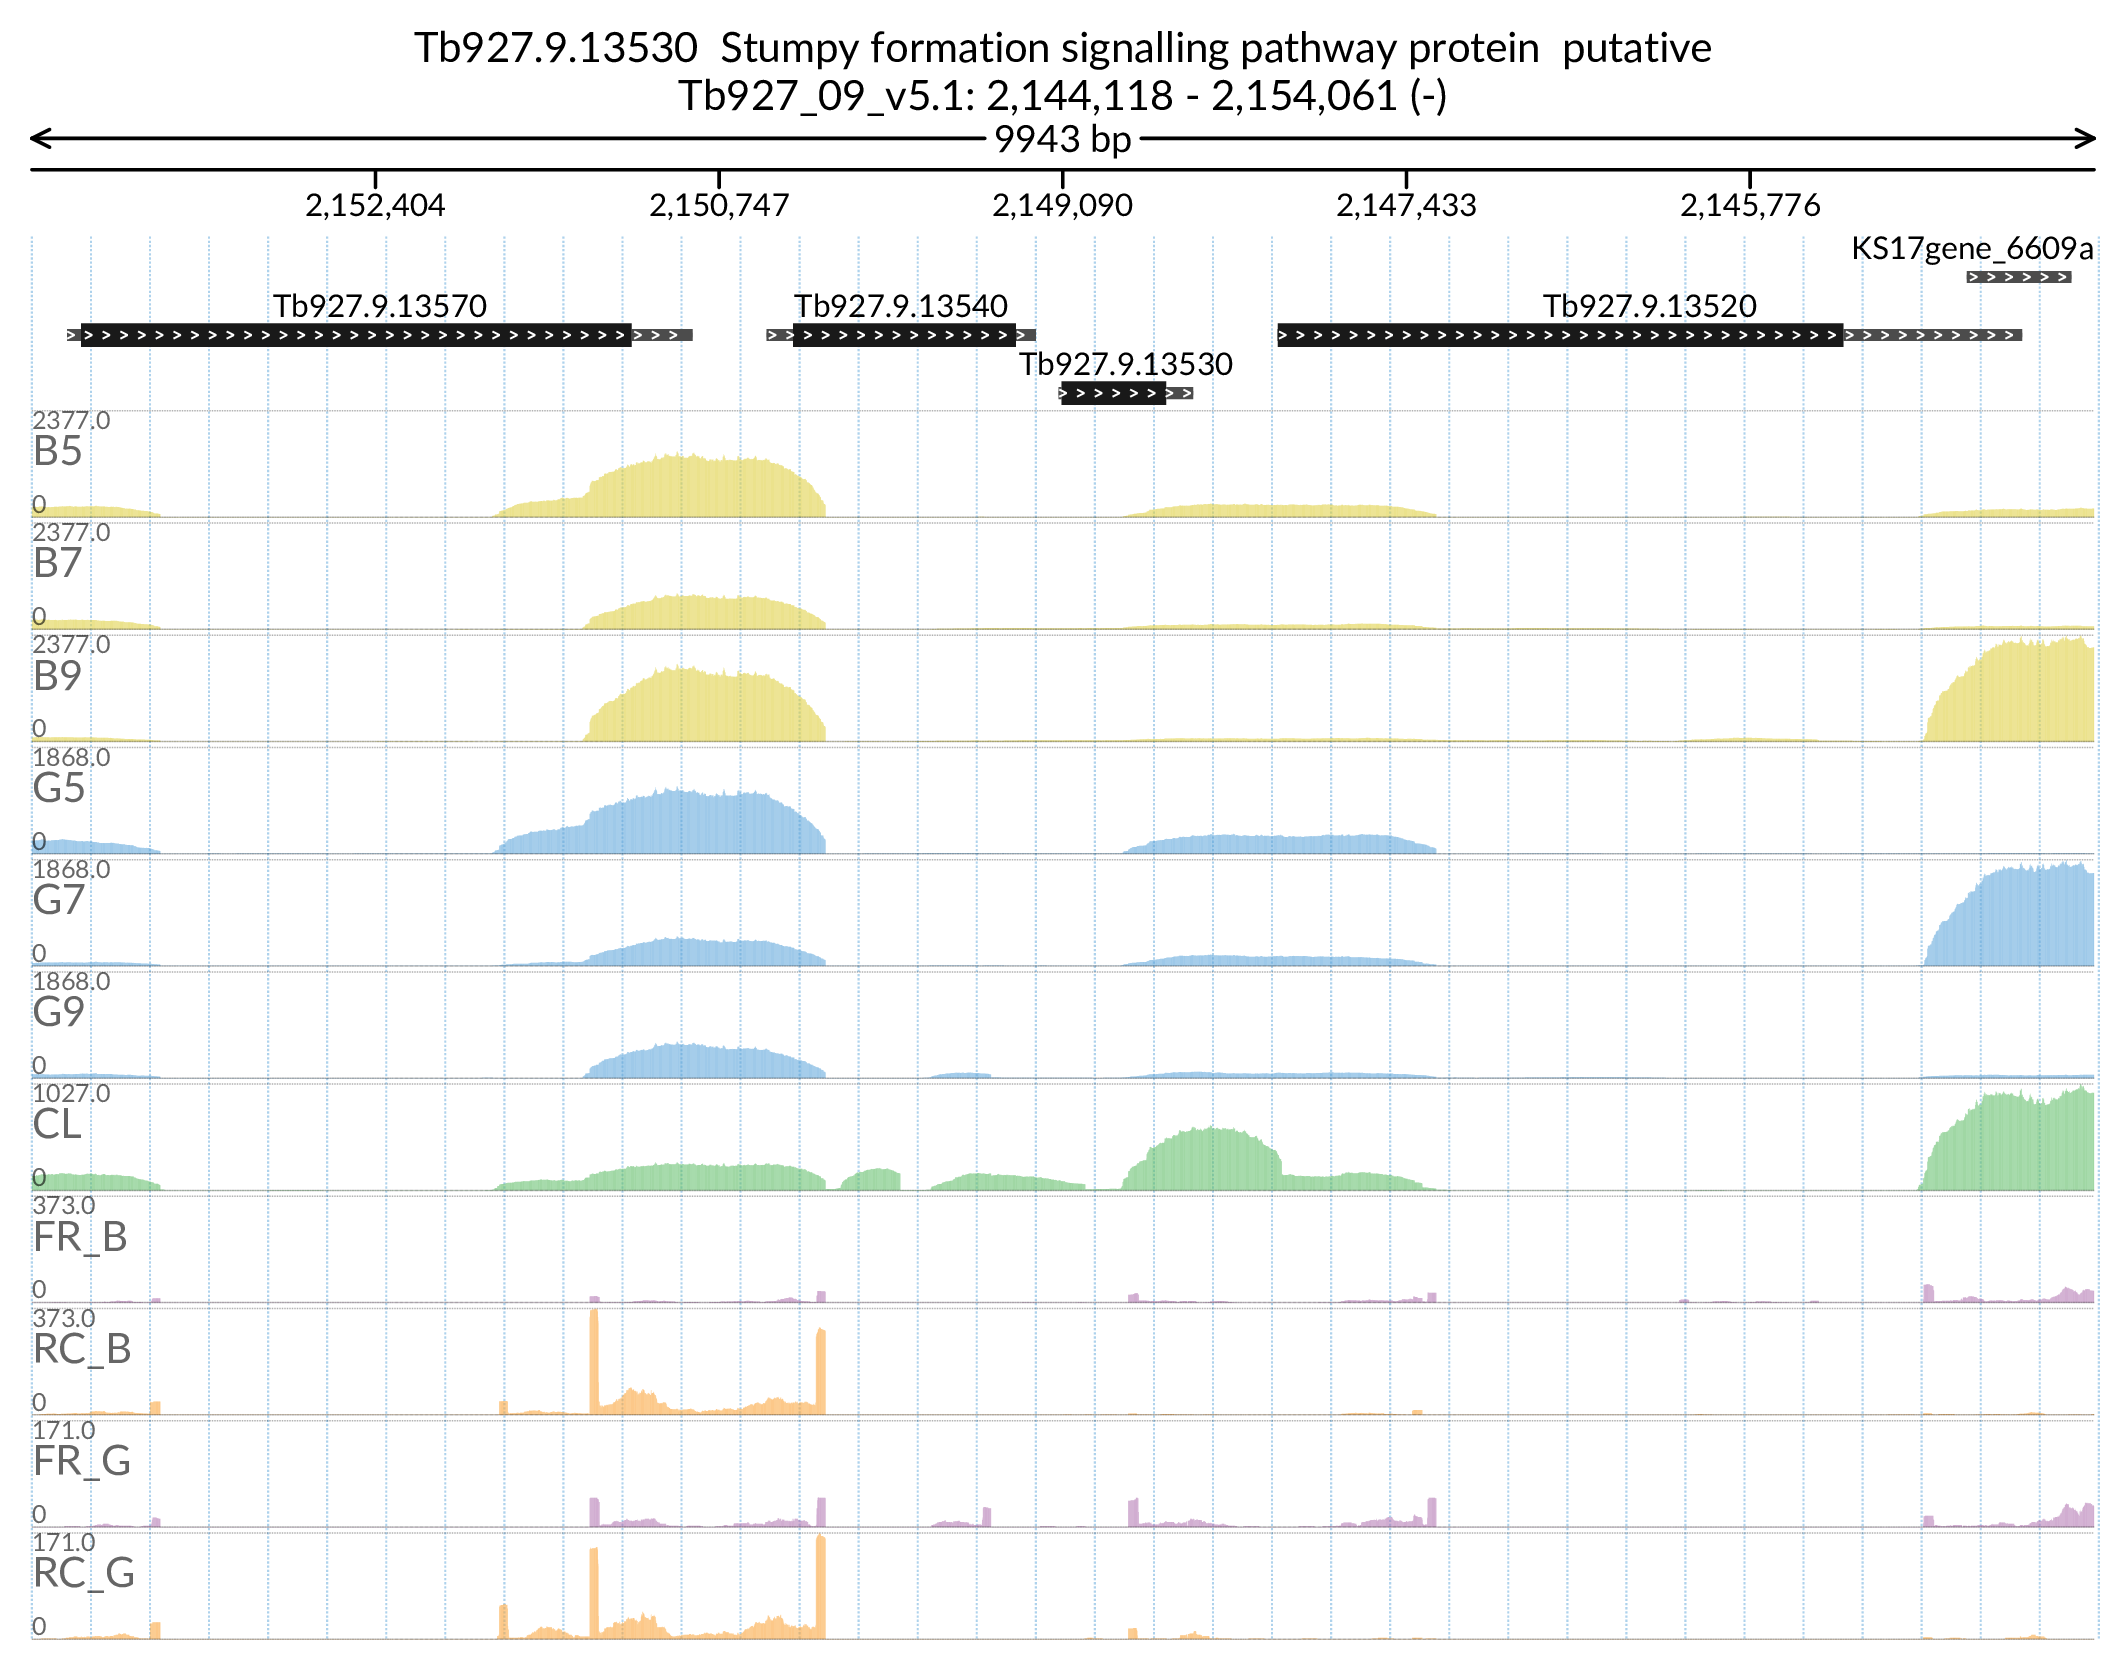 Tb927.9.13530  Stumpy formation signalling pathway protein  putative
Tb927_09_v5.1: 2,144,118 - 2,154,061 (-)
9943 bp
2,152,404 2,150,747 2,149,090 2,147,433 2,145,776
KS17gene_6609a
Tb927.9.13570 Tb927.9.13540 Tb927.9.13520
Tb927.9.13530
2377.0
B5
0
2377.0
B7
0
2377.0
B9
0
1868.0
G5
0
1868.0
G7
0
1868.0
G9
0
1027.0
CL
0
373.0
FR_B
0
373.0
RC_B
0
171.0
FR_G
0
171.0
RC_G
0